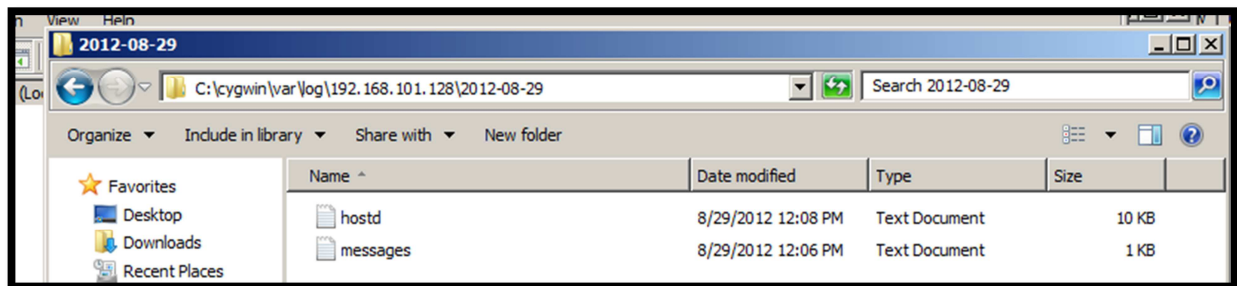 View Help
2012-08-29
C:\cygwin\var\log\192.168.101.128\2012-08-29
Search 2012-08-29
(Lo
Organize Include in library Share with New folder
Favorites
Desktop
Downloads
Recent Places
Name Date modified Type Size
hostd 8/29/2012 12:08 PM Text Document 10 KB
messages 8/29/2012 12:06 PM Text Document 1 KB